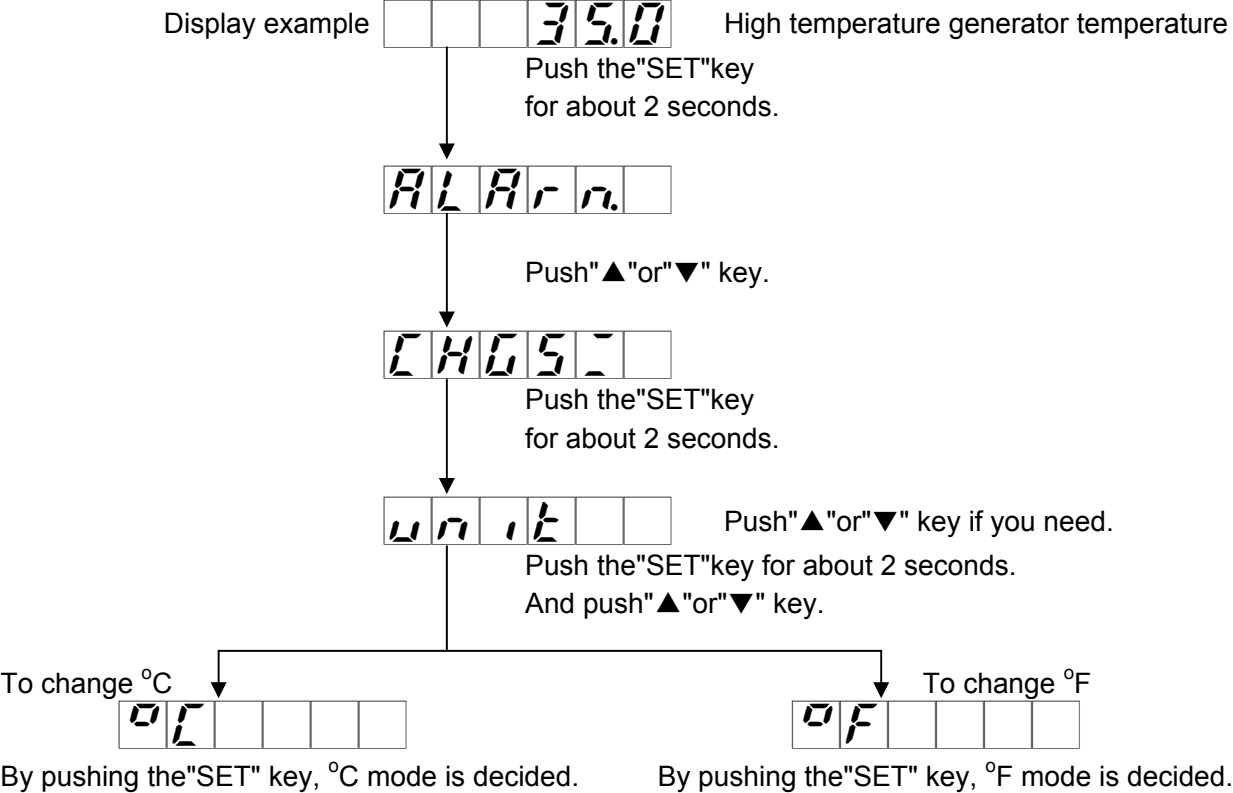 Display example 35.0 High temperature generator temperature
Push the"SET"key
for about 2 seconds.
ALArn.
Push"▲"or"▼" key.
CHGS
Push the"SET"key
for about 2 seconds.
unit Push"▲"or"▼" key if you need.
Push the"SET"key for about 2 seconds.
And push"▲"or"▼" key.
To change °C
To change °F
°C
°F
By pushing the"SET" key, °C mode is decided.
By pushing the"SET" key, °F mode is decided.